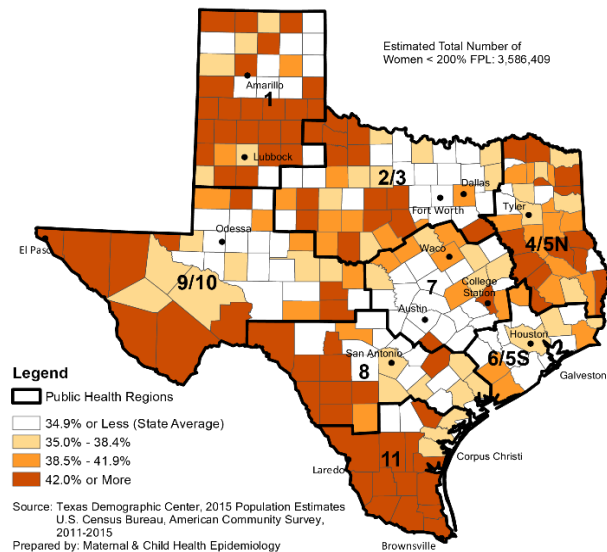 Estimated Total Number of
Women < 200% FPL: 3,586,409
Amarillo
1
Lubbock
2/3
Dallas
Fort Worth
Tyler
4/5N
Odessa
El Paso
9/10
Waco
7
College
Station
Austin
Houston
6/5S
Galveston
San Antonio
8
Corpus Christi
11
Laredo
Brownsville
Legend
Public Health Regions
34.9% or Less (State Average)
35.0% - 38.4%
38.5% - 41.9%
42.0% or More
Source: Texas Demographic Center, 2015 Population Estimates
U.S. Census Bureau, American Community Survey,
2011-2015
Prepared by: Maternal & Child Health Epidemiology